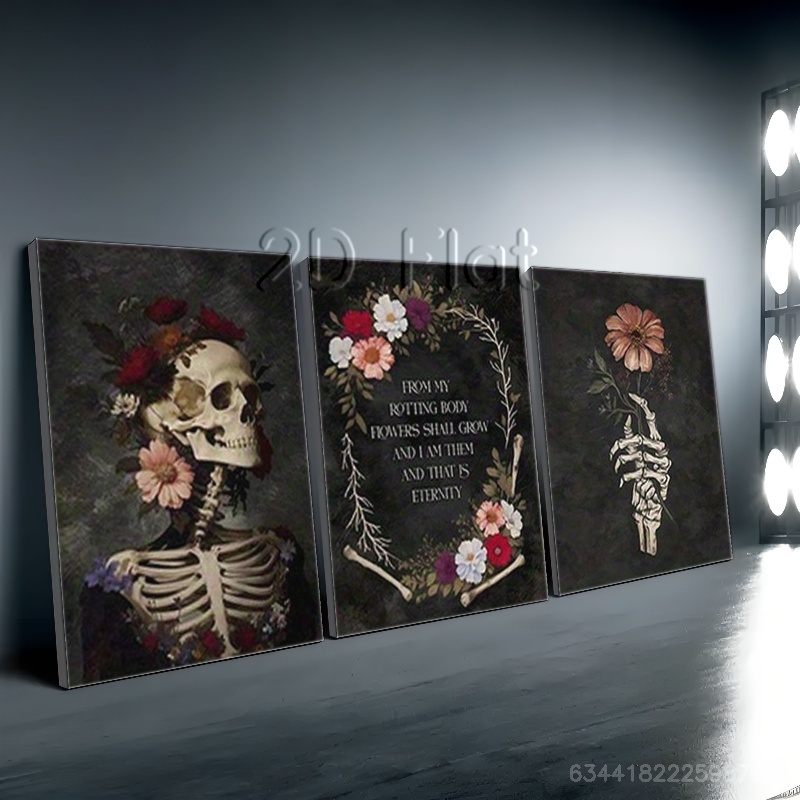 2D Flat
FROM MY
ROTTING BODY
FLOWERS SHALL GROW
AND I AM THEM
AND THAT IS
ETERNITY